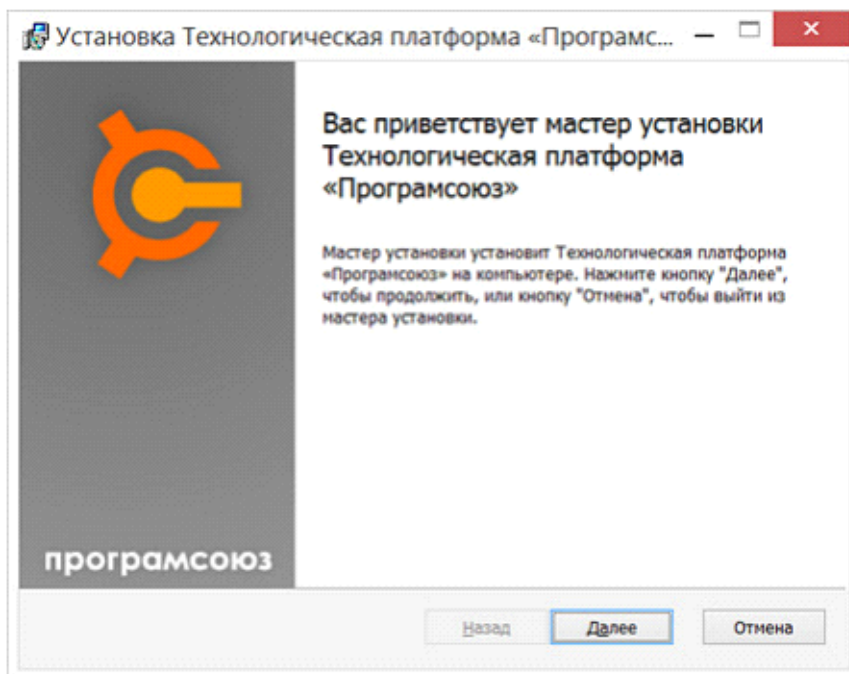 Установка Технологическая платформа «Програмс...
Вас приветствует мастер установки
Технологическая платформа
«Програмсоюз»
Мастер установки установит Технологическая платформа
«Програмсоюз» на компьютере. Нажмите кнопку "Далее",
чтобы продолжить, или кнопку "Отмена", чтобы выйти из
мастера установки.
програмсоюз
Назад
Далее
Отмена